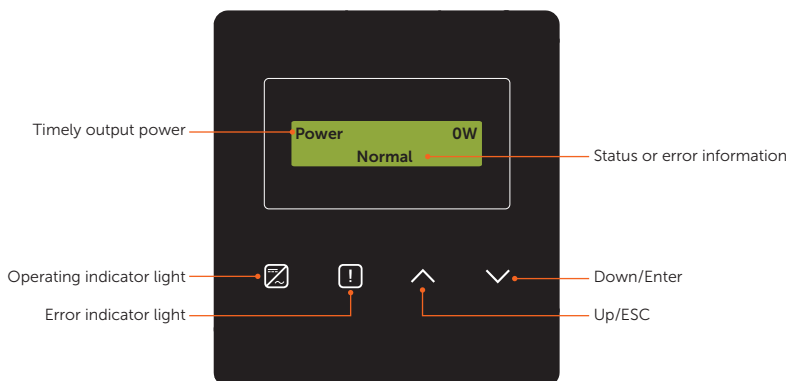 Timely output power
Power 0W
Normal
Status or error information
Operating indicator light
!
Down/Enter
Error indicator light
Up/ESC